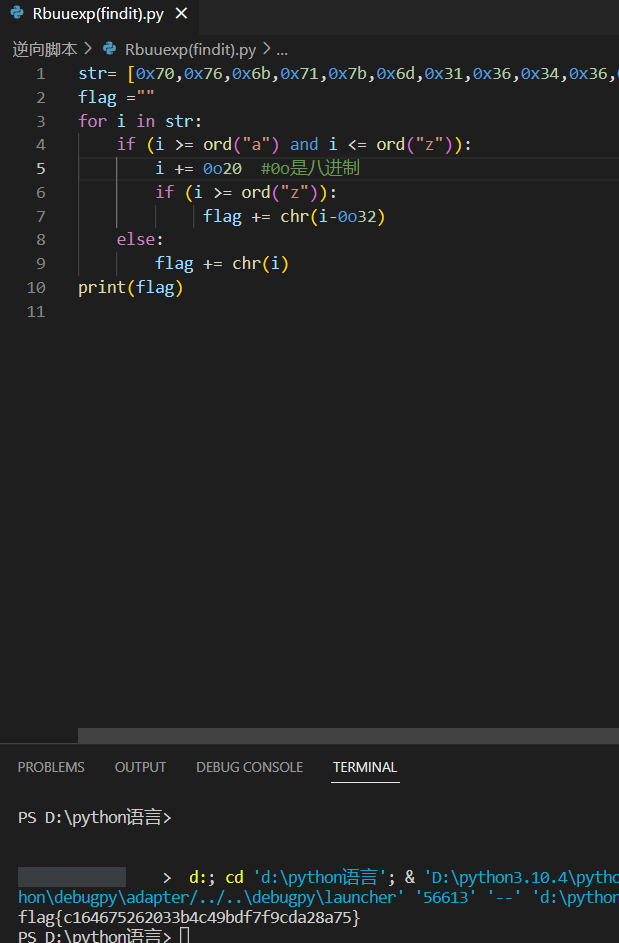 Rbuuexp(findit).py
逆向脚本 > Rbuuexp(findit).py > ...
1 str= [0x70,0x76,0x6b,0x71,0x7b,0x6d,0x31,0x36,0x34,0x36,
2 flag =""
3 for i in str:
4 if (i >= ord("a") and i <= ord("z")):
5 i += 0o20 #0o是八进制
6 if (i >= ord("z")):
7 flag += chr(i-0o32)
8 else:
9 flag += chr(i)
10 print(flag)
11
PROBLEMS OUTPUT DEBUG CONSOLE TERMINAL
PS D:\python语言>
> d:; cd 'd:\python语言'; & 'D:\python3.10.4\pytho
hon\debugpy\adapter/../..\debugpy\launcher' '56613' '--' 'd:\python
flag{c164675262033b4c49bdf7f9cda28a75}
PS D:\python语言>